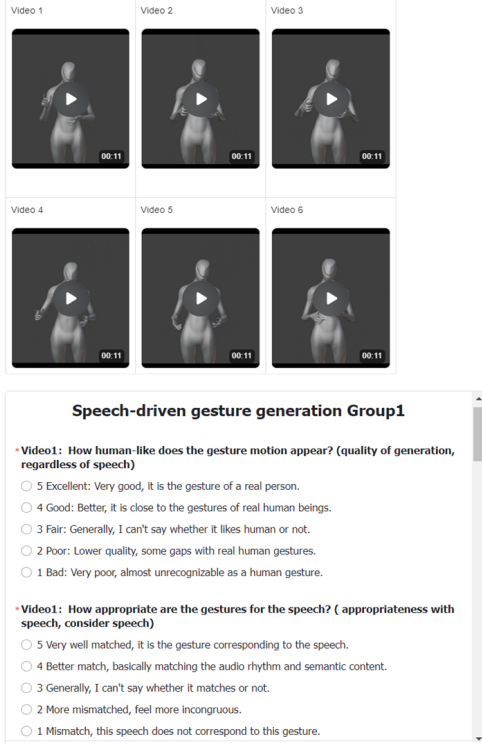 Video 1
Video 2
Video 3
00:11
00:11
00:11
Video 4
Video 5
Video 6
00:11
00:11
00:11
Speech-driven gesture generation Group1
*Video1: How human-like does the gesture motion appear? (quality of generation,
regardless of speech)
5 Excellent: Very good, it is the gesture of a real person.
4 Good: Better, it is close to the gestures of real human beings.
3 Fair: Generally, I can't say whether it likes human or not.
2 Poor: Lower quality, some gaps with real human gestures.
1 Bad: Very poor, almost unrecognizable as a human gesture.
*Video1: How appropriate are the gestures for the speech? ( appropriateness with
speech, consider speech)
5 Very well matched, it is the gesture corresponding to the speech.
4 Better match, basically matching the audio rhythm and semantic content.
3 Generally, I can't say whether it matches or not.
2 More mismatched, feel more incongruous.
1 Mismatch, this speech does not correspond to this gesture.